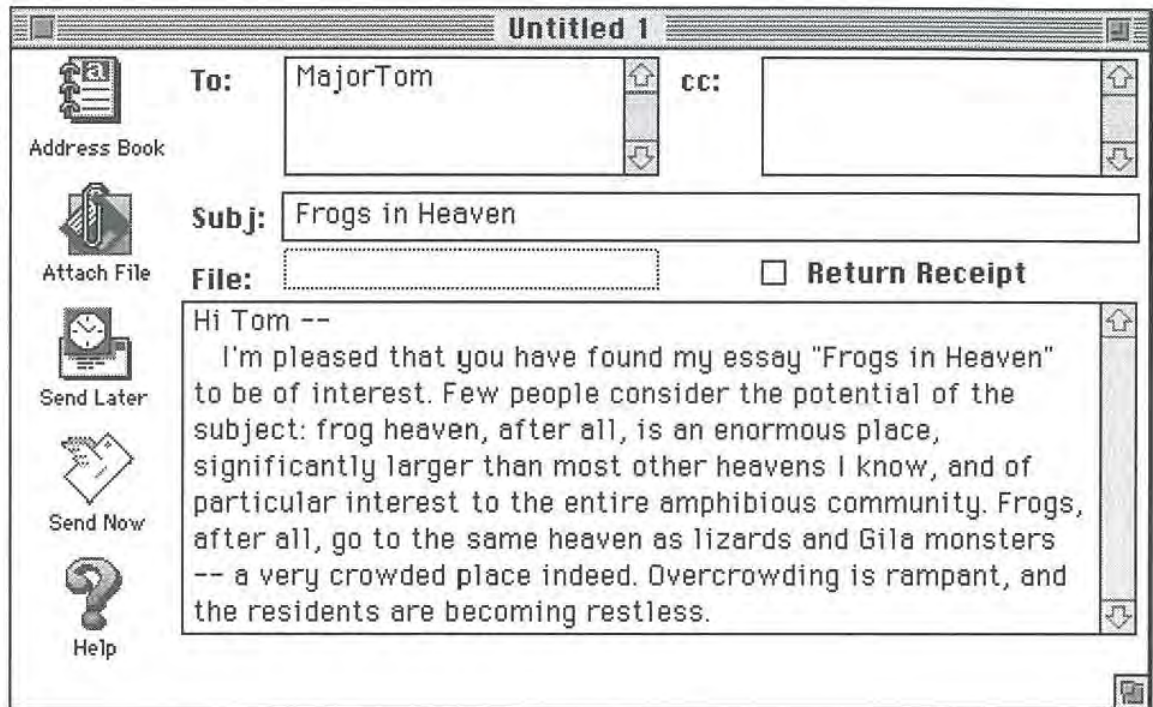 Untitled 1
Address Book
Attach File
Send Later
Send Now
Help
To: MajorTom
cc:
Subj: Frogs in Heaven
File:
Return Receipt
Hi Tom --
I'm pleased that you have found my essay "Frogs in Heaven"
to be of interest. Few people consider the potential of the
subject: frog heaven, after all, is an enormous place,
significantly larger than most other heavens I know, and of
particular interest to the entire amphibious community. Frogs,
after all, go to the same heaven as lizards and Gila monsters
-- a very crowded place indeed. Overcrowding is rampant, and
the residents are becoming restless.